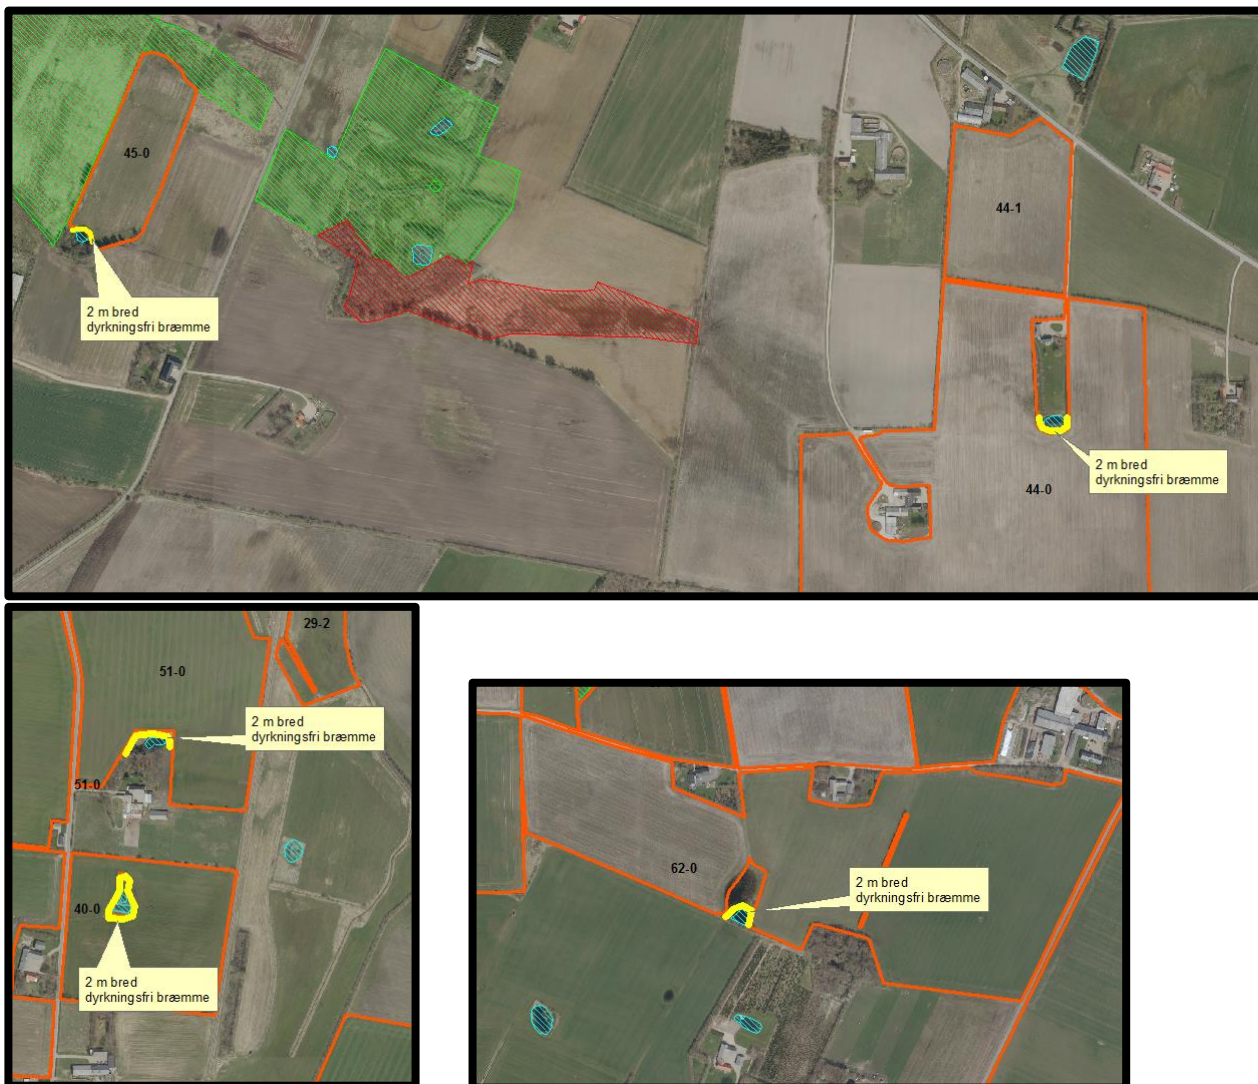 45-0
44-1
2 m bred
dyrkningsfri bræmme
2 m bred
dyrkningsfri bræmme
44-0
29-2
51-0
2 m bred
dyrkningsfri bræmme
51-0
40-0
2 m bred
dyrkningsfri bræmme
62-0
2 m bred
dyrkningsfri bræmme